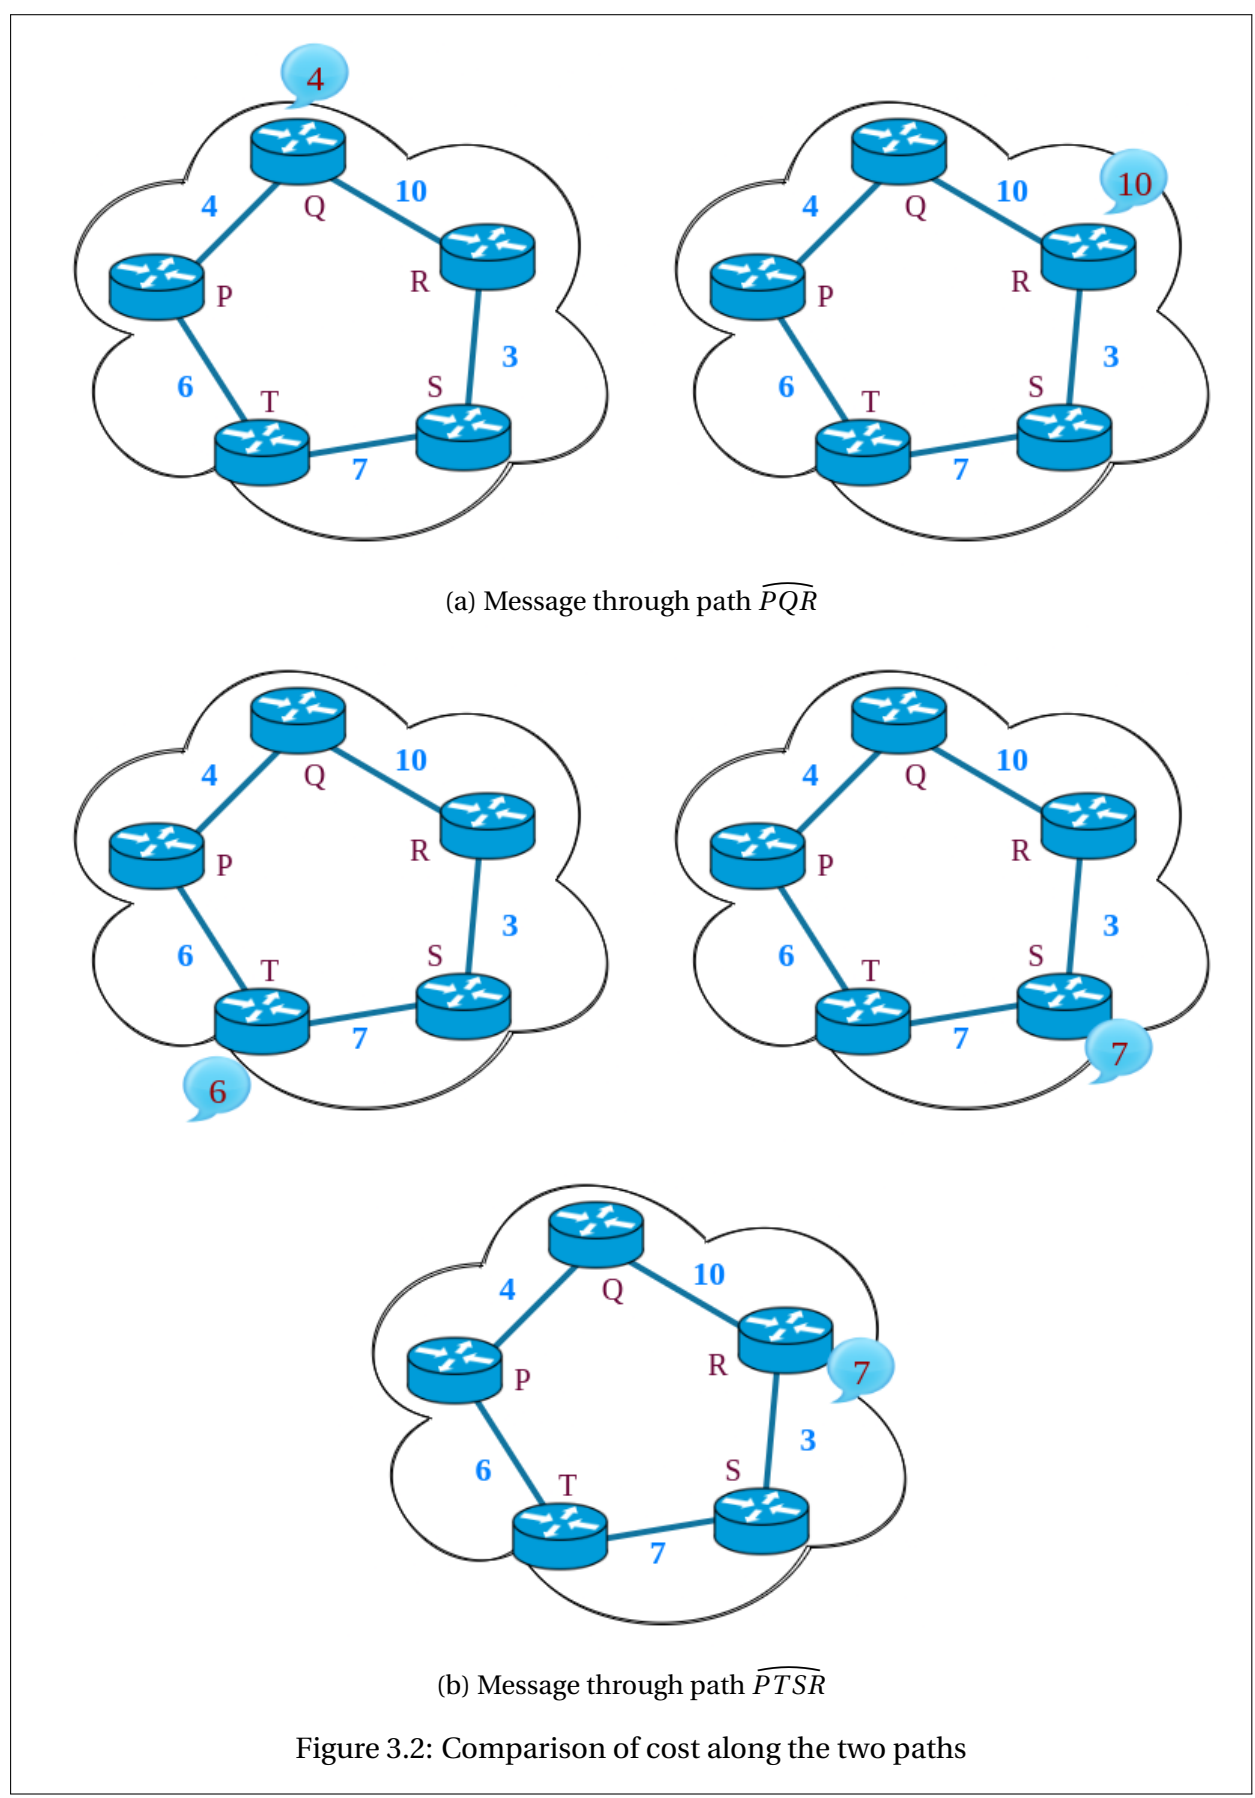 4
4 10
Q
P R
6 3
T S
7
10
4 10
Q
P R
6 3
T S
7
(a) Message through path PQR
4 10
Q
P R
6 3
T S
7
6
4 10
Q
P R
6 3
T S
7
7
4 10
Q
P R
7
6 3
T S
7
(b) Message through path PTSR
Figure 3.2: Comparison of cost along the two paths